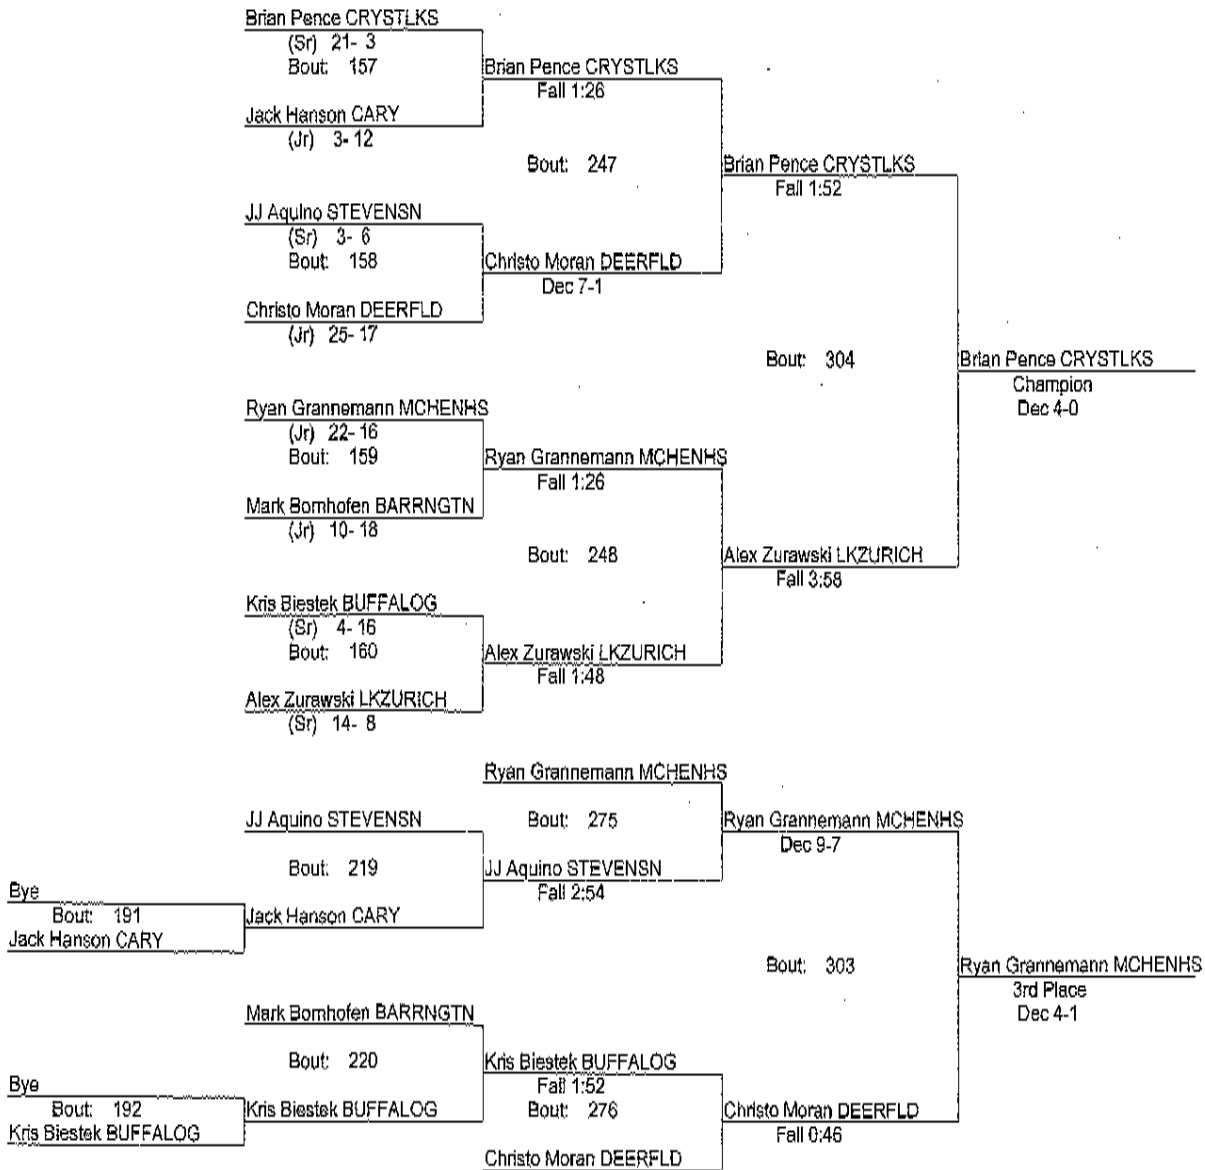 Brian Pence CRYSTLKS
(Sr) 21- 3
Bout: 157
Brian Pence CRYSTLKS
Fall 1:26
Jack Hanson CARY
(Jr) 3- 12
Bout: 247
Brian Pence CRYSTLKS
Fall 1:52
JJ Aquino STEVENSN
(Sr) 3- 6
Bout: 158
Christo Moran DEERFLD
Dec 7-1
Christo Moran DEERFLD
(Jr) 25- 17
Bout: 304
Brian Pence CRYSTLKS
Champion
Dec 4-0
Ryan Grannemann MCHENHS
(Jr) 22- 16
Bout: 159
Ryan Grannemann MCHENHS
Fall 1:26
Mark Bornhofen BARRNGTN
(Jr) 10- 18
Bout: 248
Alex Zurawski LKZURICH
Fall 3:58
Kris Biestek BUFFALOG
(Sr) 4- 16
Bout: 160
Alex Zurawski LKZURICH
Fall 1:48
Alex Zurawski LKZURICH
(Sr) 14- 8
Ryan Grannemann MCHENHS
JJ Aquino STEVENSN
Bout: 275
Ryan Grannemann MCHENHS
Dec 9-7
Bout: 219
JJ Aquino STEVENSN
Fall 2:54
Bye
Bout: 191
Jack Hanson CARY
Jack Hanson CARY
Bout: 303
Ryan Grannemann MCHENHS
3rd Place
Dec 4-1
Mark Bornhofen BARRNGTN
Bout: 220
Kris Biestek BUFFALOG
Fall 1:52
Bye
Bout: 192
Kris Biestek BUFFALOG
Bout: 276
Christo Moran DEERFLD
Fall 0:46
Kris Biestek BUFFALOG
Christo Moran DEERFLD